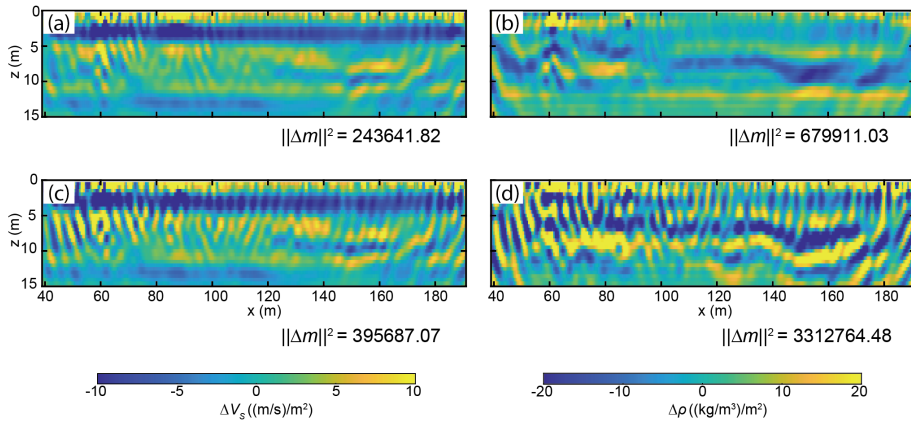 (a)
(b)
0
5
10
15
z (m)
||Δm||² = 243641.82
||Δm||² = 679911.03
(c)
(d)
0
5
10
15
z (m)
40 60 80 100 120 140 160 180
40 60 80 100 120 140 160 180
x (m)
x (m)
||Δm||² = 395687.07
||Δm||² = 3312764.48
-10 -5 0 5 10
-20 -10 0 10 20
ΔVₛ ((m/s)/m²)
Δρ ((kg/m³)/m²)